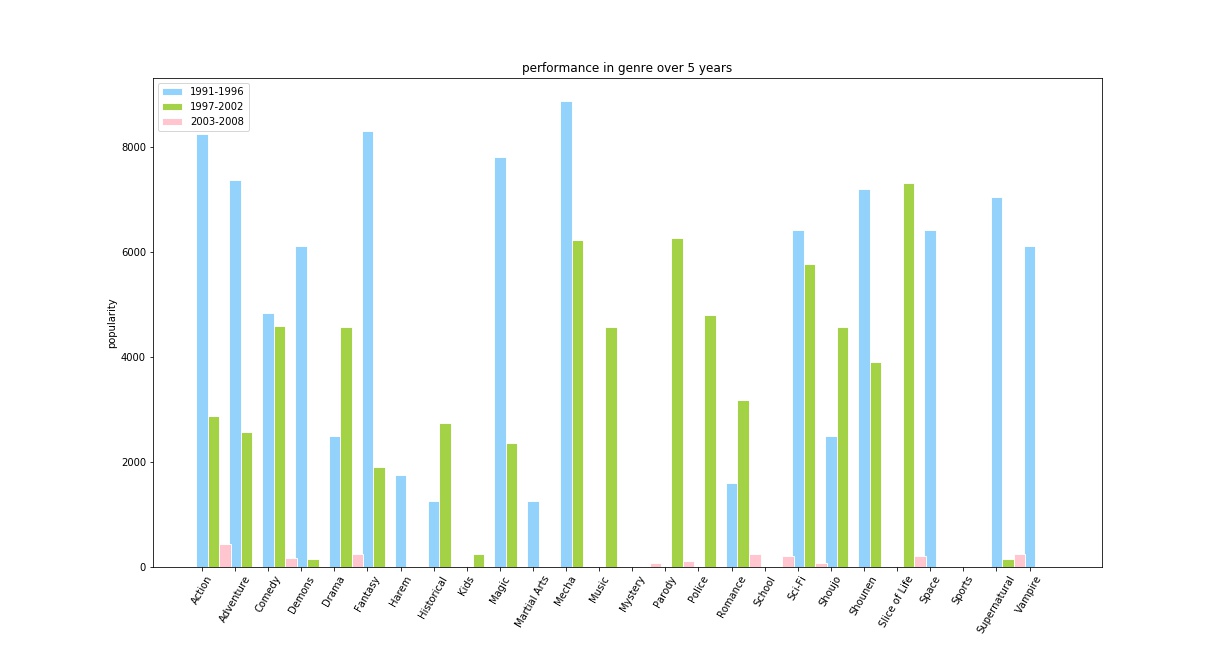 performance in genre over 5 years
1991-1996
1997-2002
2003-2008
8000
6000
4000
2000
0
popularity
Action
Adventure
Comedy
Demons
Drama
Fantasy
Harem
Historical
Kids
Magic
Martial Arts
Mecha
Music
Mystery
Parody
Police
Romance
School
Sci-Fi
Shoujo
Shounen
Slice of Life
Space
Sports
Supernatural
Vampire